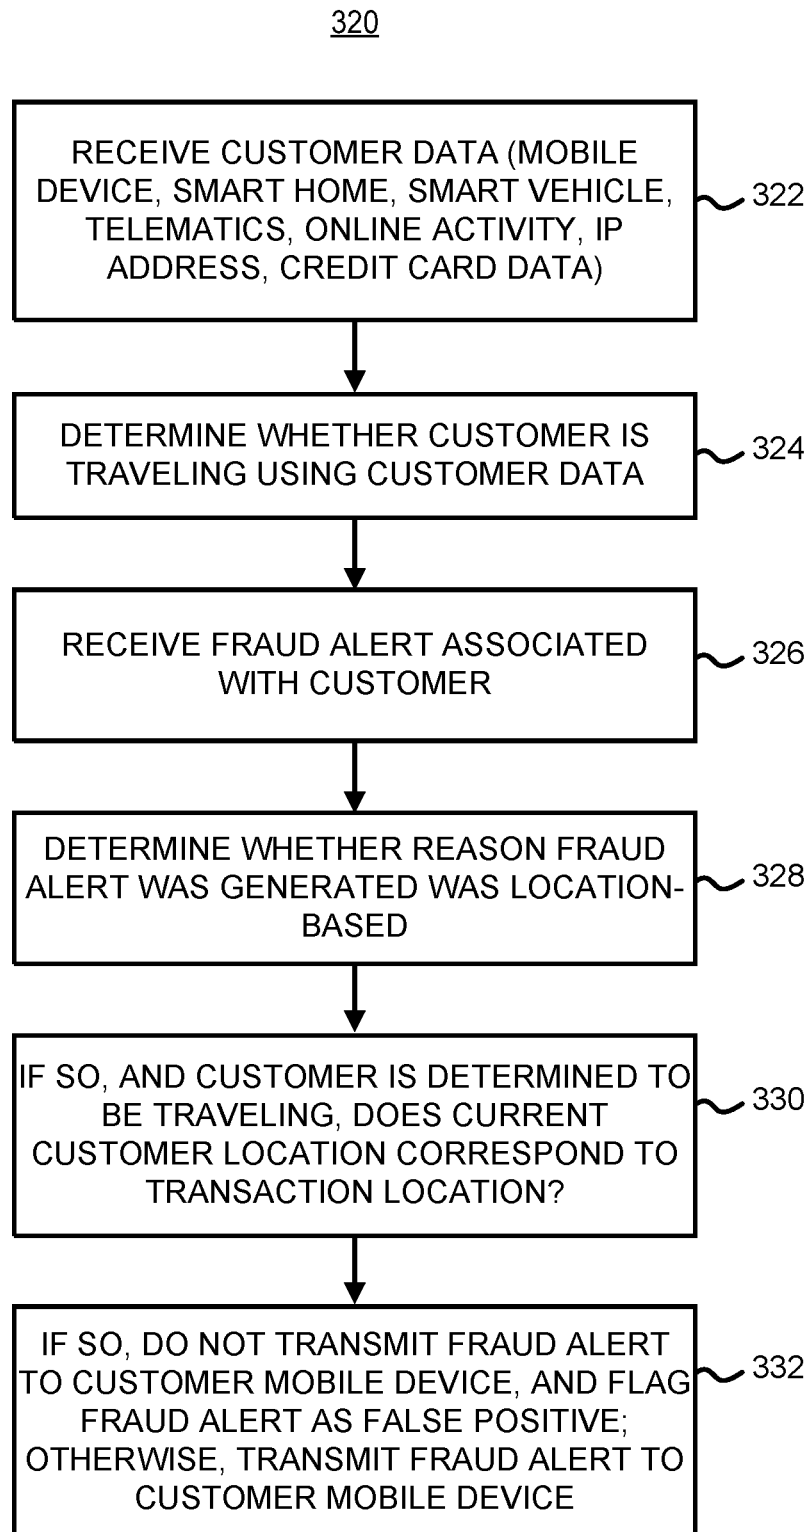 320
RECEIVE CUSTOMER DATA (MOBILE
DEVICE, SMART HOME, SMART VEHICLE,
TELEMATICS, ONLINE ACTIVITY, IP
ADDRESS, CREDIT CARD DATA)
322
DETERMINE WHETHER CUSTOMER IS
TRAVELING USING CUSTOMER DATA
324
RECEIVE FRAUD ALERT ASSOCIATED
WITH CUSTOMER
326
DETERMINE WHETHER REASON FRAUD
ALERT WAS GENERATED WAS LOCATION-
BASED
328
IF SO, AND CUSTOMER IS DETERMINED TO
BE TRAVELING, DOES CURRENT
CUSTOMER LOCATION CORRESPOND TO
TRANSACTION LOCATION?
330
IF SO, DO NOT TRANSMIT FRAUD ALERT
TO CUSTOMER MOBILE DEVICE, AND FLAG
FRAUD ALERT AS FALSE POSITIVE;
OTHERWISE, TRANSMIT FRAUD ALERT TO
CUSTOMER MOBILE DEVICE
332